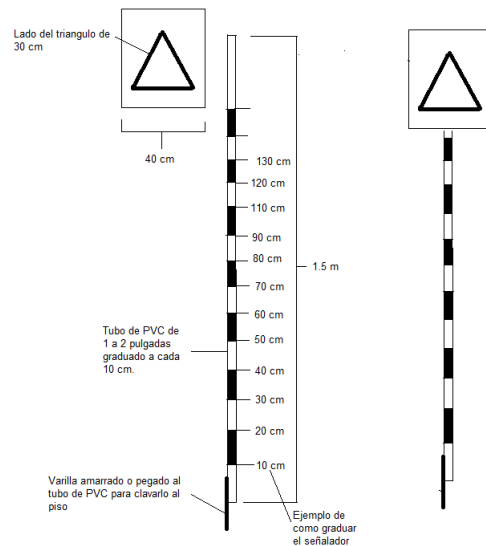 Lado del triangulo de
30 cm
40 cm
130 cm
120 cm
110 cm
90 cm
80 cm
70 cm
60 cm
50 cm
40 cm
30 cm
20 cm
10 cm
1.5 m
Tubo de PVC de
1 a 2 pulgadas
graduado a cada
10 cm.
Varilla amarrado o pegado al
tubo de PVC para clavarlo al
piso
Ejemplo de
como graduar
el señalador